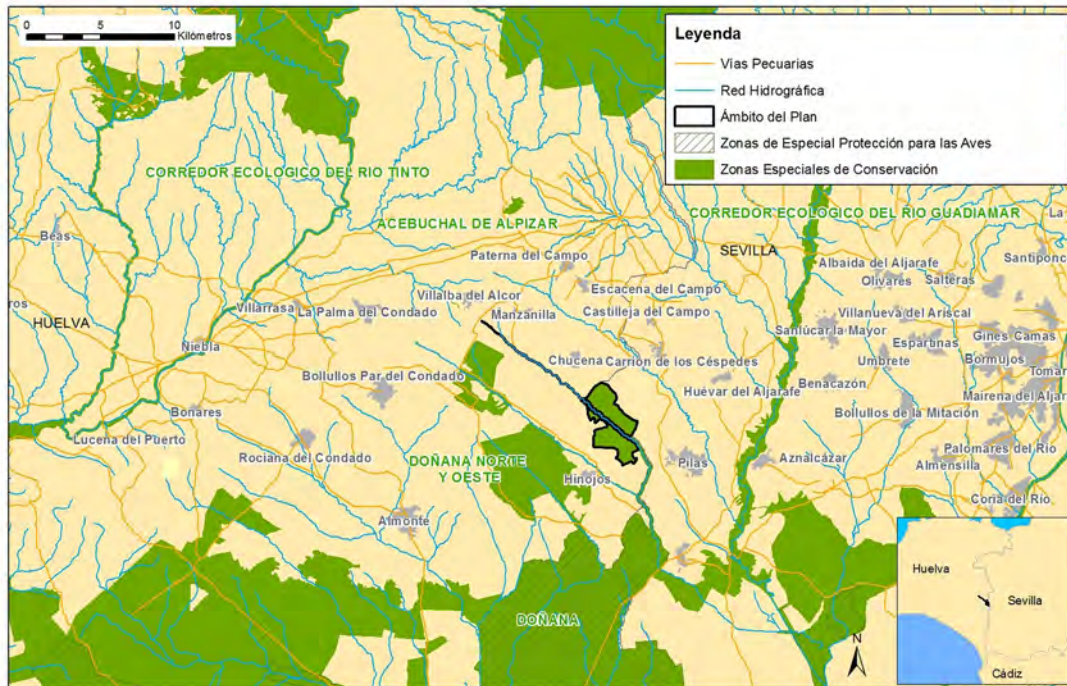 0 5 10
Kilómetros
Leyenda
Vías Pecuarias
Red Hidrográfica
Ámbito del Plan
Zonas de Especial Protección para las Aves
Zonas Especiales de Conservación
CORREDOR ECOLOGICO DEL RIO TINTO
ACEBUCHAL DE ALPIZAR
CORREDOR ECOLOGICO DEL RIO GUADIAMAR
La
Beas
SEVILLA
Paterna del Campo
Albaida del Aljarafe
Santiponc
Olivares
Salteras
Escacena del Campo
ros
Villarrasa
Villalba del Alcor
La Palma del Condado
Manzanilla
Castilleja del Campo
Villanueva del Ariscal
HUELVA
Sanlúcar la Mayor
Gines
Camas
Niebla
Espartinas
Chucena
Carrión de los Céspedes
Umbrete
Bormujos
Tomar
Bollullos Par del Condado
Huévar del Aljarafe
Benacazón
Mairena del Aljar
Bonares
Bollullos de la Mitación
Lucena del Puerto
Palomares del Río
Rociana del Condado
DOÑANA NORTE
Y OESTE
Pilas
Aznalcázar
Almensilla
Hinojos
Coria del Río
Almonte
DOÑANA
N
Huelva
Sevilla
Cádiz